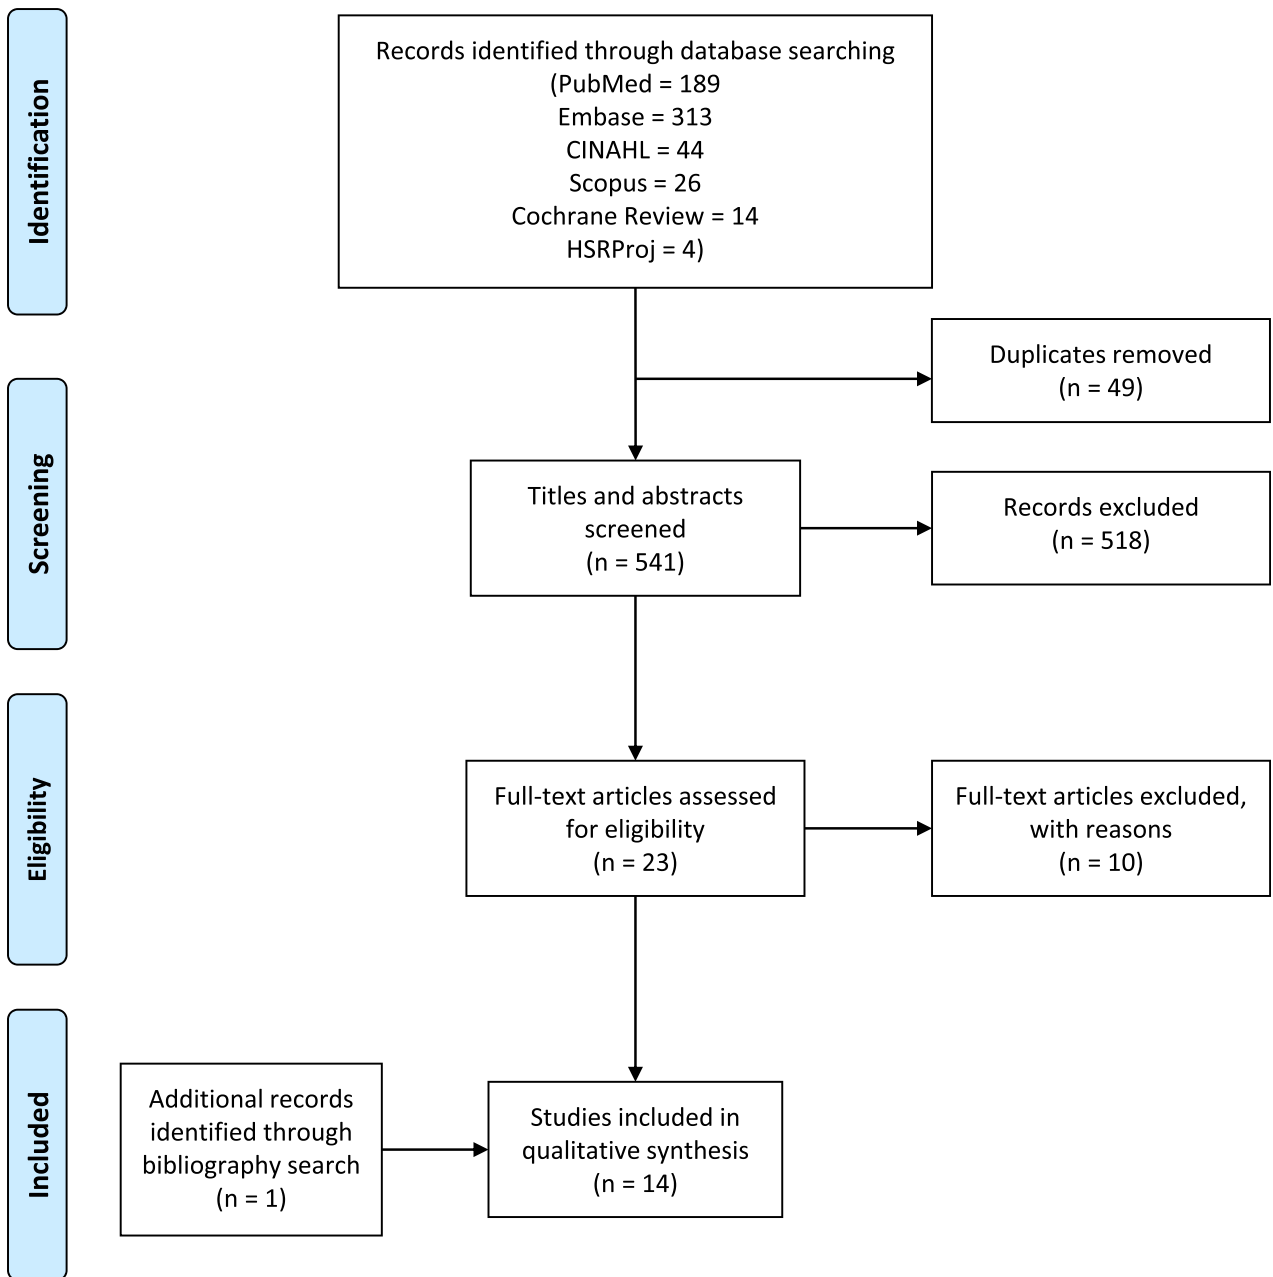 Identification
Records identified through database searching
(PubMed = 189
Embase = 313
CINAHL = 44
Scopus = 26
Cochrane Review = 14
HSRProj = 4)
Duplicates removed
(n = 49)
Screening
Titles and abstracts
screened
(n = 541)
Records excluded
(n = 518)
Eligibility
Full-text articles assessed
for eligibility
(n = 23)
Full-text articles excluded,
with reasons
(n = 10)
Included
Additional records
identified through
bibliography search
(n = 1)
Studies included in
qualitative synthesis
(n = 14)